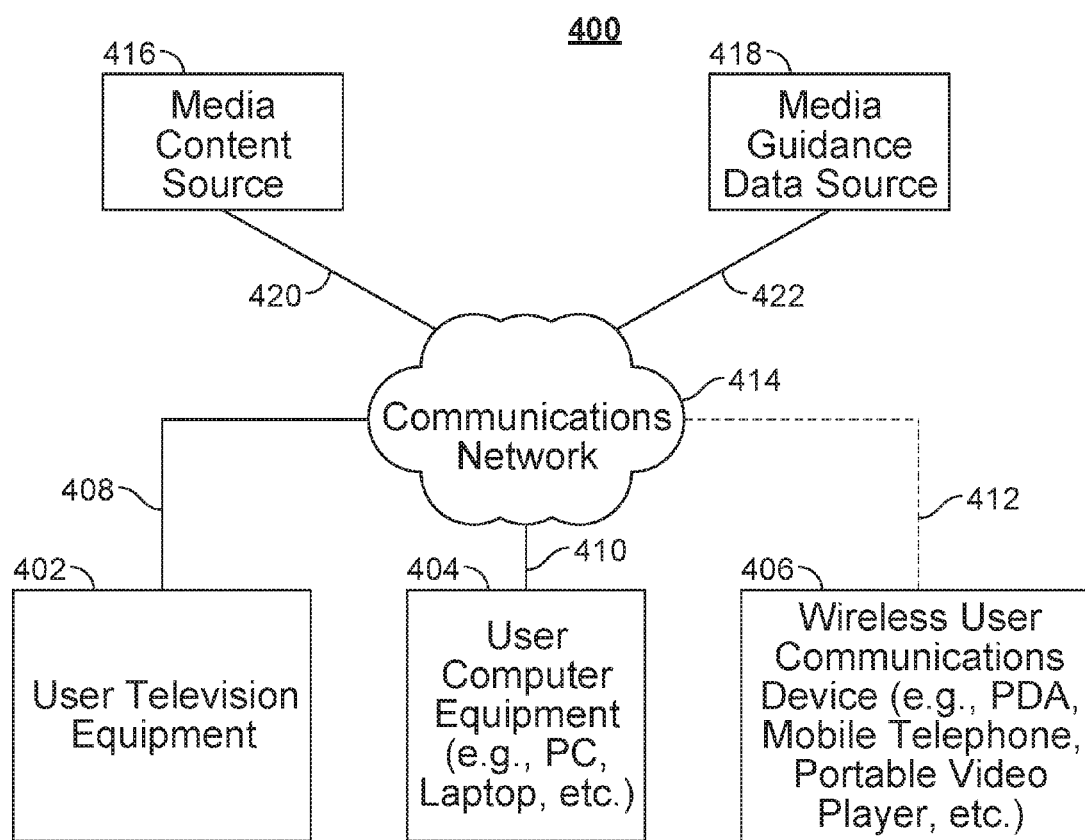 400
416
Media
Content
Source
418
Media
Guidance
Data Source
420
422
414
Communications
Network
408
412
410
402
User Television
Equipment
404
User
Computer
Equipment
(e.g., PC,
Laptop, etc.)
406
Wireless User
Communications
Device (e.g., PDA,
Mobile Telephone,
Portable Video
Player, etc.)